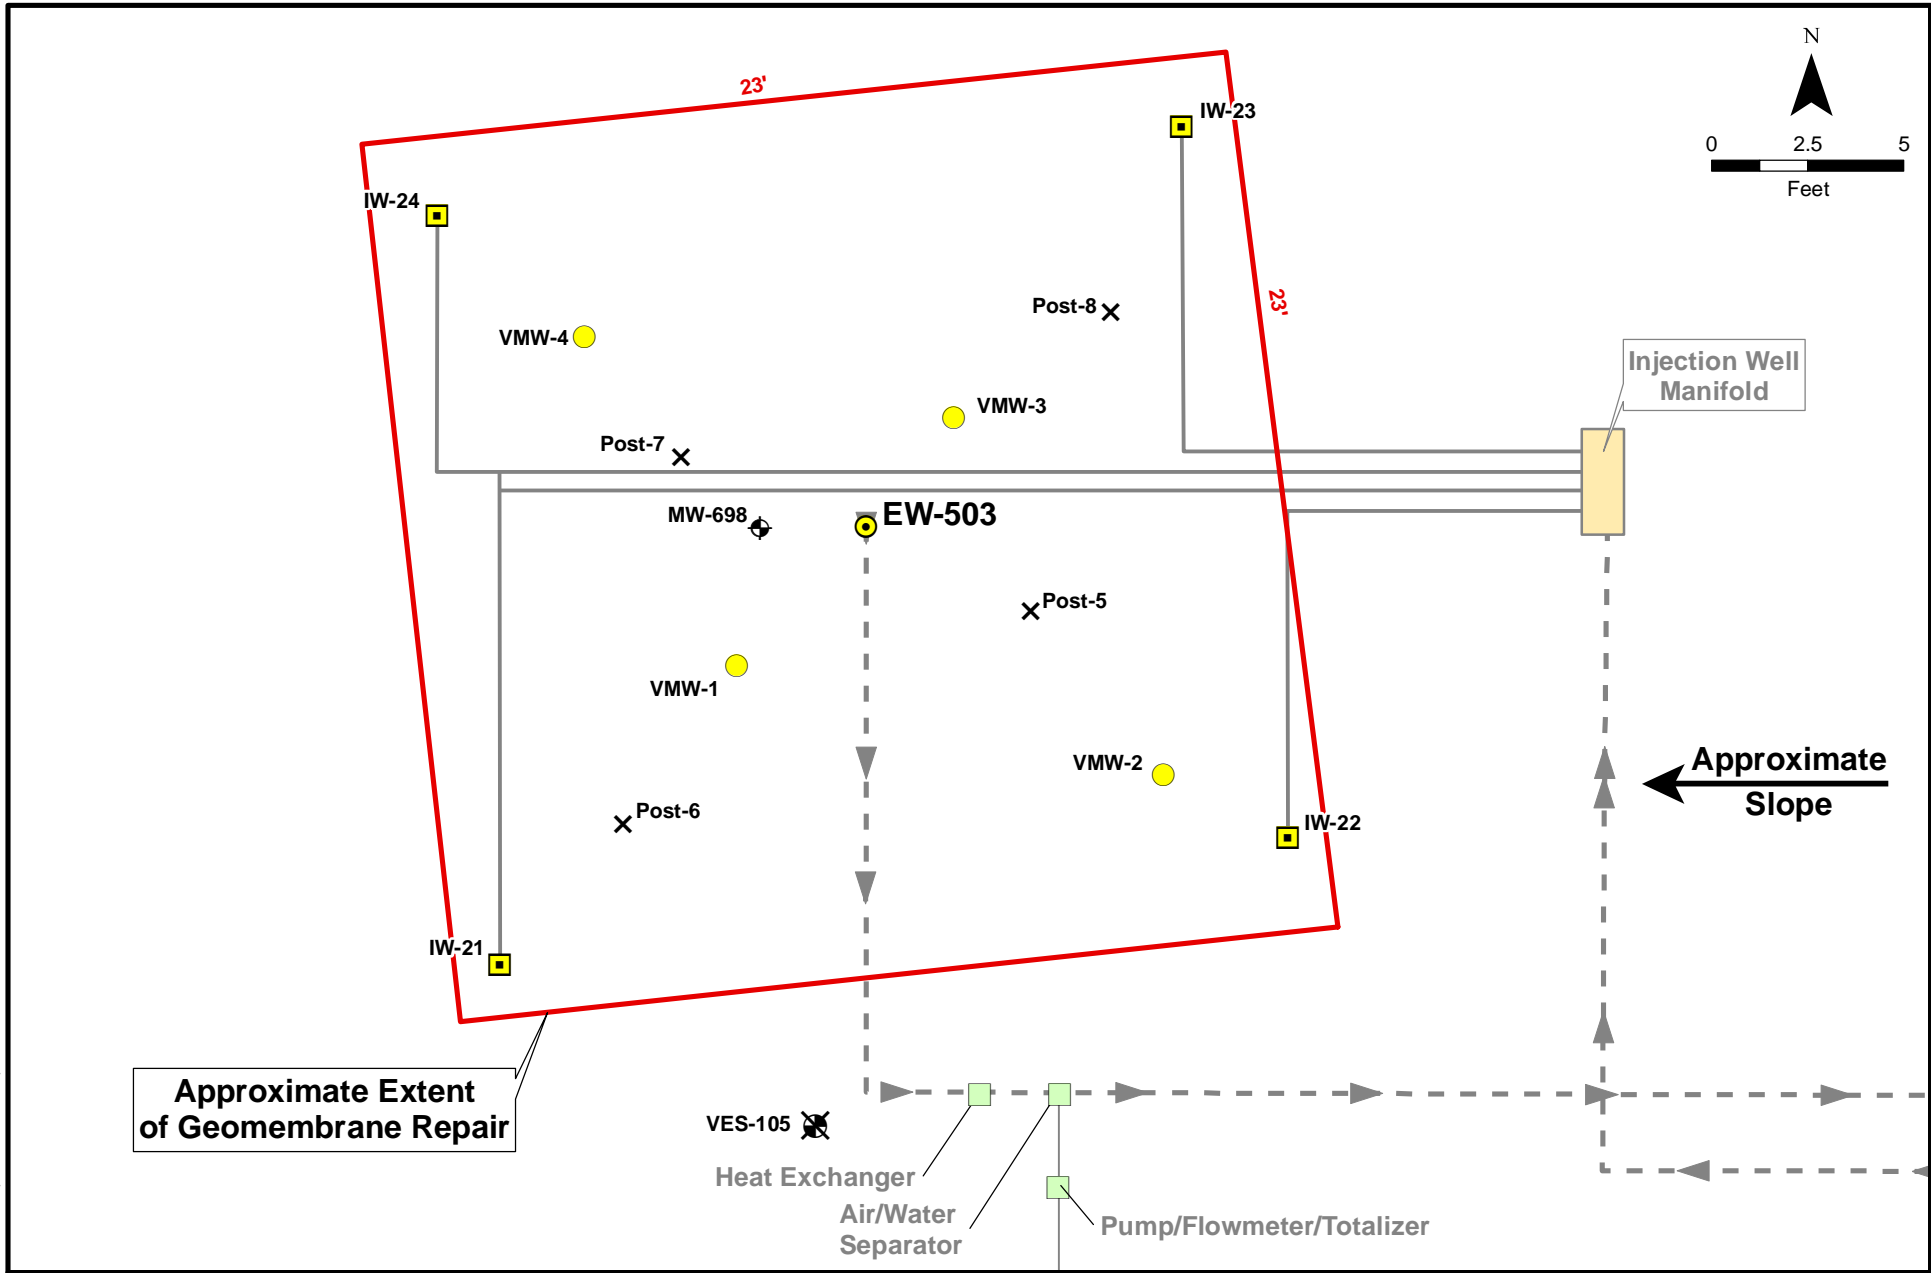 N
0 2.5 5
Feet
23'
IW-23
IW-24
23'
Post-8
VMW-4
Injection Well
Manifold
VMW-3
Post-7
MW-698
EW-503
Post-5
VMW-1
Approximate
Slope
VMW-2
Post-6
IW-22
IW-21
Approximate Extent
of Geomembrane Repair
VES-105
Heat Exchanger
Air/Water
Separator
Pump/Flowmeter/Totalizer